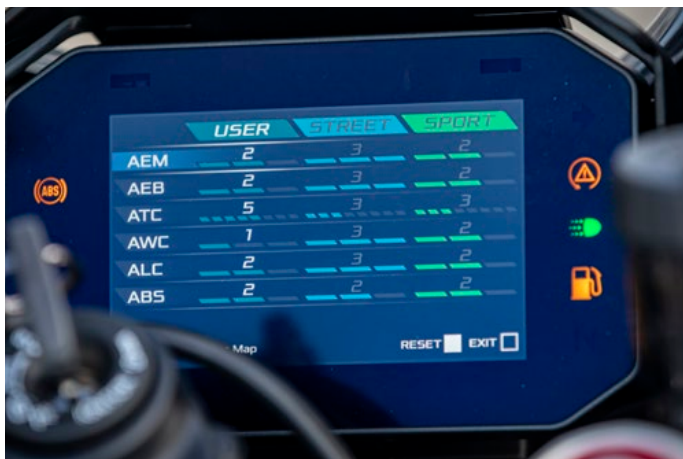 USER STREET SPORT
AEM 2 3 2
AEB 2 3 2
ATC 5 3 3
AWC 1 3 2
ALC 2 3 2
ABS 2 2 2
Map RESET EXIT
(ABS)